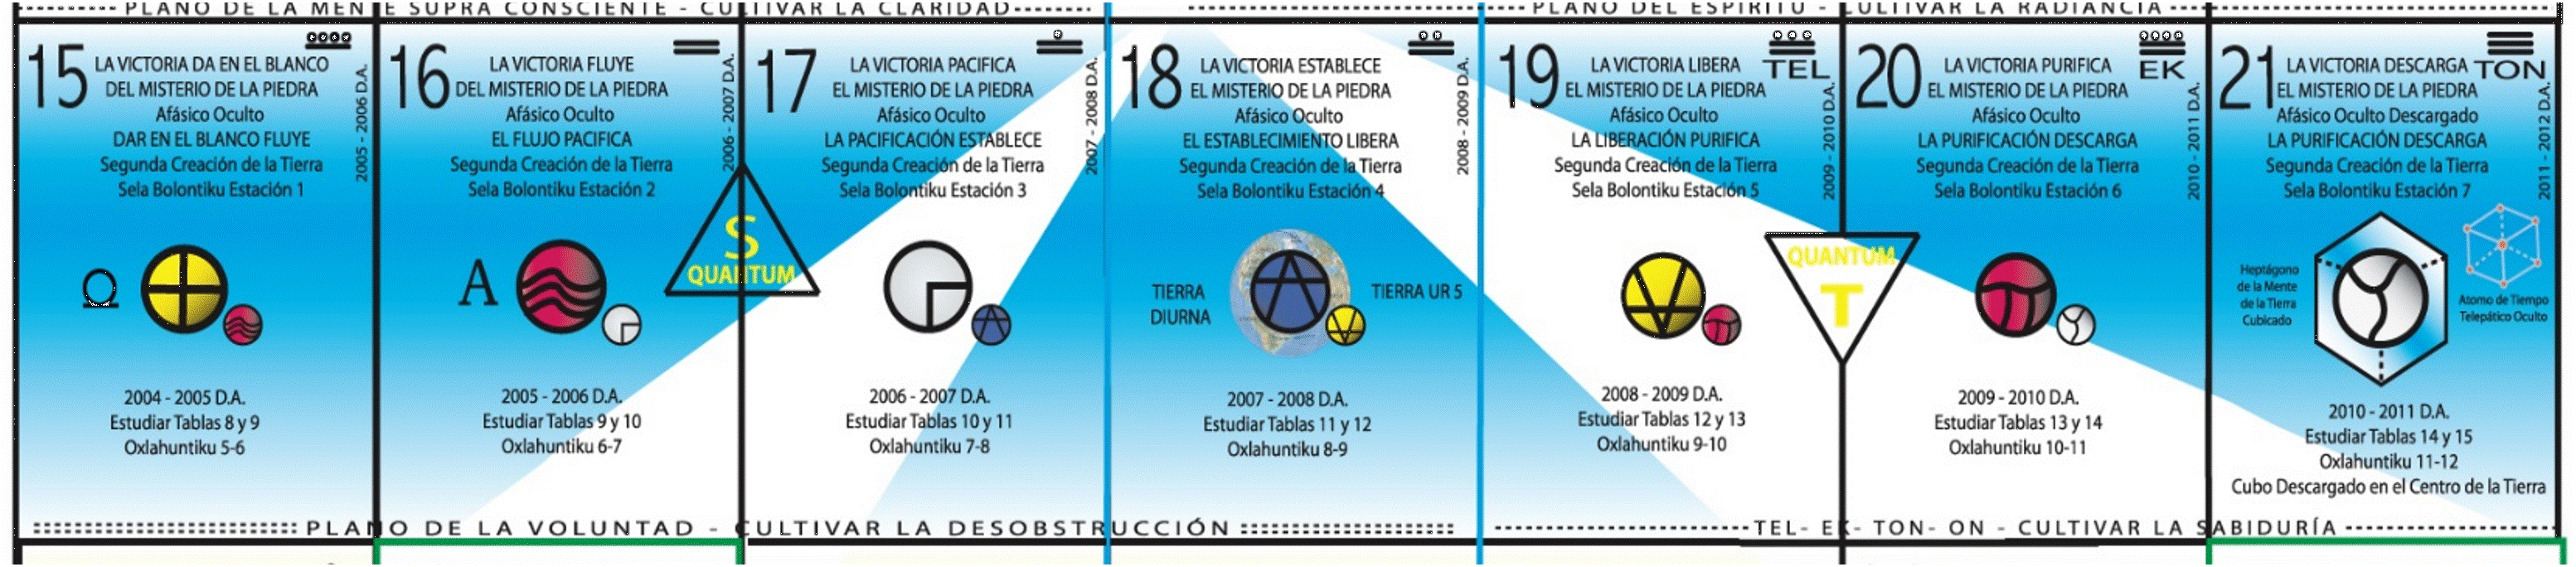 PLANO DE LA MENTE SUPRA CONSCIENTE - CULTIVAR LA CLARIDAD
PLANO DEL ESPÍRITU - CULTIVAR LA RADIANCIA
15
LA VICTORIA DA EN EL BLANCO
DEL MISTERIO DE LA PIEDRA
Afásico Oculto
DAR EN EL BLANCO FLUYE
Segunda Creación de la Tierra
Sela Bolontiku Estación 1
2005 - 2006 D.A.
Ω
2004 - 2005 D.A.
Estudiar Tablas 8 y 9
Oxlahuntiku 5-6
16
LA VICTORIA FLUYE
DEL MISTERIO DE LA PIEDRA
Afásico Oculto
EL FLUJO PACIFICA
Segunda Creación de la Tierra
Sela Bolontiku Estación 2
2006 - 2007 D.A.
A
S
QUANTUM
2005 - 2006 D.A.
Estudiar Tablas 9 y 10
Oxlahuntiku 6-7
17
LA VICTORIA PACIFICA
EL MISTERIO DE LA PIEDRA
Afásico Oculto
LA PACIFICACIÓN ESTABLECE
Segunda Creación de la Tierra
Sela Bolontiku Estación 3
2007 - 2008 D.A.
2006 - 2007 D.A.
Estudiar Tablas 10 y 11
Oxlahuntiku 7-8
18
LA VICTORIA ESTABLECE
EL MISTERIO DE LA PIEDRA
Afásico Oculto
EL ESTABLECIMIENTO LIBERA
Segunda Creación de la Tierra
Sela Bolontiku Estación 4
2008 - 2009 D.A.
TIERRA
DIURNA
TIERRA UR 5
2007 - 2008 D.A.
Estudiar Tablas 11 y 12
Oxlahuntiku 8-9
19
TEL
LA VICTORIA LIBERA
EL MISTERIO DE LA PIEDRA
Afásico Oculto
LA LIBERACIÓN PURIFICA
Segunda Creación de la Tierra
Sela Bolontiku Estación 5
2009 - 2010 D.A.
QUANTUM
T
2008 - 2009 D.A.
Estudiar Tablas 12 y 13
Oxlahuntiku 9-10
20
EK
LA VICTORIA PURIFICA
EL MISTERIO DE LA PIEDRA
Afásico Oculto
LA PURIFICACIÓN DESCARGA
Segunda Creación de la Tierra
Sela Bolontiku Estación 6
2010 - 2011 D.A.
2009 - 2010 D.A.
Estudiar Tablas 13 y 14
Oxlahuntiku 10-11
21
TON
LA VICTORIA DESCARGA
EL MISTERIO DE LA PIEDRA
Afásico Oculto Descargado
LA PURIFICACIÓN DESCARGA
Segunda Creación de la Tierra
Sela Bolontiku Estación 7
2011 - 2012 D.A.
Heptágono
de la Mente
de la Tierra
Cubicado
Atomo de Tiempo
Telepático Oculto
2010 - 2011 D.A.
Estudiar Tablas 14 y 15
Oxlahuntiku 11-12
Cubo Descargado en el Centro de la Tierra
PLANO DE LA VOLUNTAD - CULTIVAR LA DESOBSTRUCCIÓN
TEL- EK- TON- ON - CULTIVAR LA SABIDURÍA